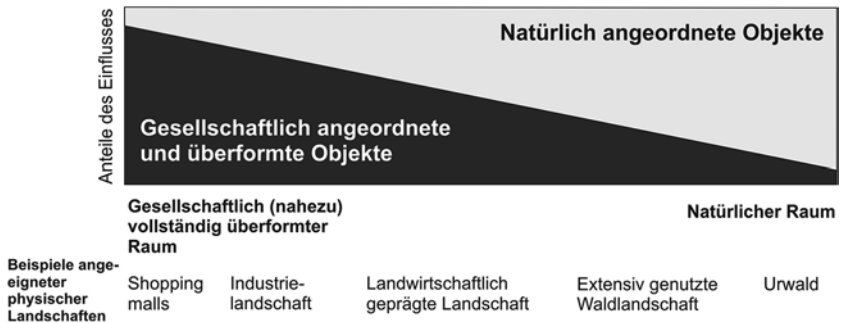 Anteile des Einflusses
Natürlich angeordnete Objekte
Gesellschaftlich angeordnete
und überformte Objekte
Gesellschaftlich (nahezu)
vollständig überformter
Raum
Natürlicher Raum
Beispiele ange-
eigneter
physischer
Landschaften
Shopping
malls
Industrie-
landschaft
Landwirtschaftlich
geprägte Landschaft
Extensiv genutzte
Waldlandschaft
Urwald